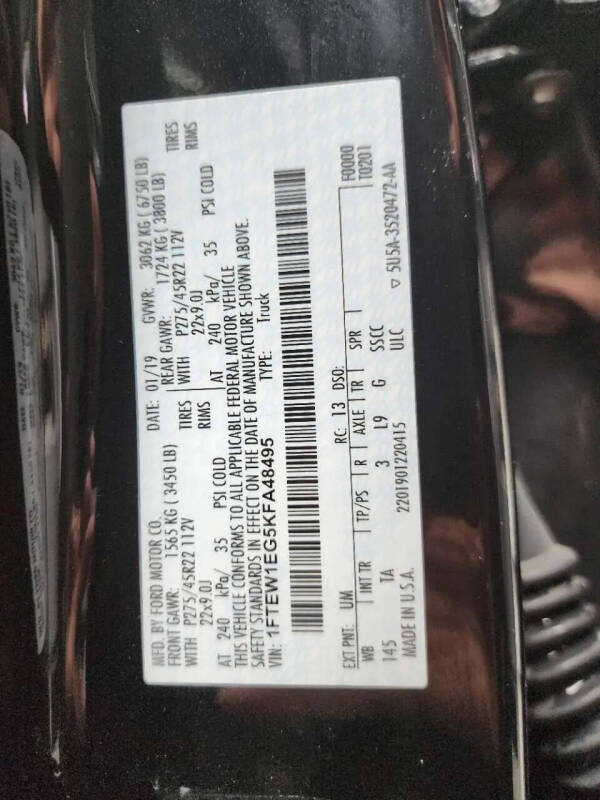 MFD. BY FORD MOTOR CO.
DATE: 01/19 GVWR: 3062 KG ( 6750 LB)
FRONT GAWR: 1565 KG ( 3450 LB) REAR GAWR: 1724 KG ( 3800 LB)
WITH P275/45R22 112V TIRES WITH P275/45R22 112V TIRES
22x9.0J RIMS 22x9.0J RIMS
AT 240 kPa/ 35 PSI COLD AT 240 kPa/ 35 PSI COLD
THIS VEHICLE CONFORMS TO ALL APPLICABLE FEDERAL MOTOR VEHICLE
SAFETY STANDARDS IN EFFECT ON THE DATE OF MANUFACTURE SHOWN ABOVE.
VIN: 1FTEW1EG5KFA48495 TYPE: Truck
F0000
EXT PNT: UM RC: 13 DSO: T0201
WB INT TR TP/PS R AXLE TR SPR
145 TA 3 L9 G SSCC
MADE IN U.S.A. 2201901220415 ULC ▽ 5U5A-3520472-AA